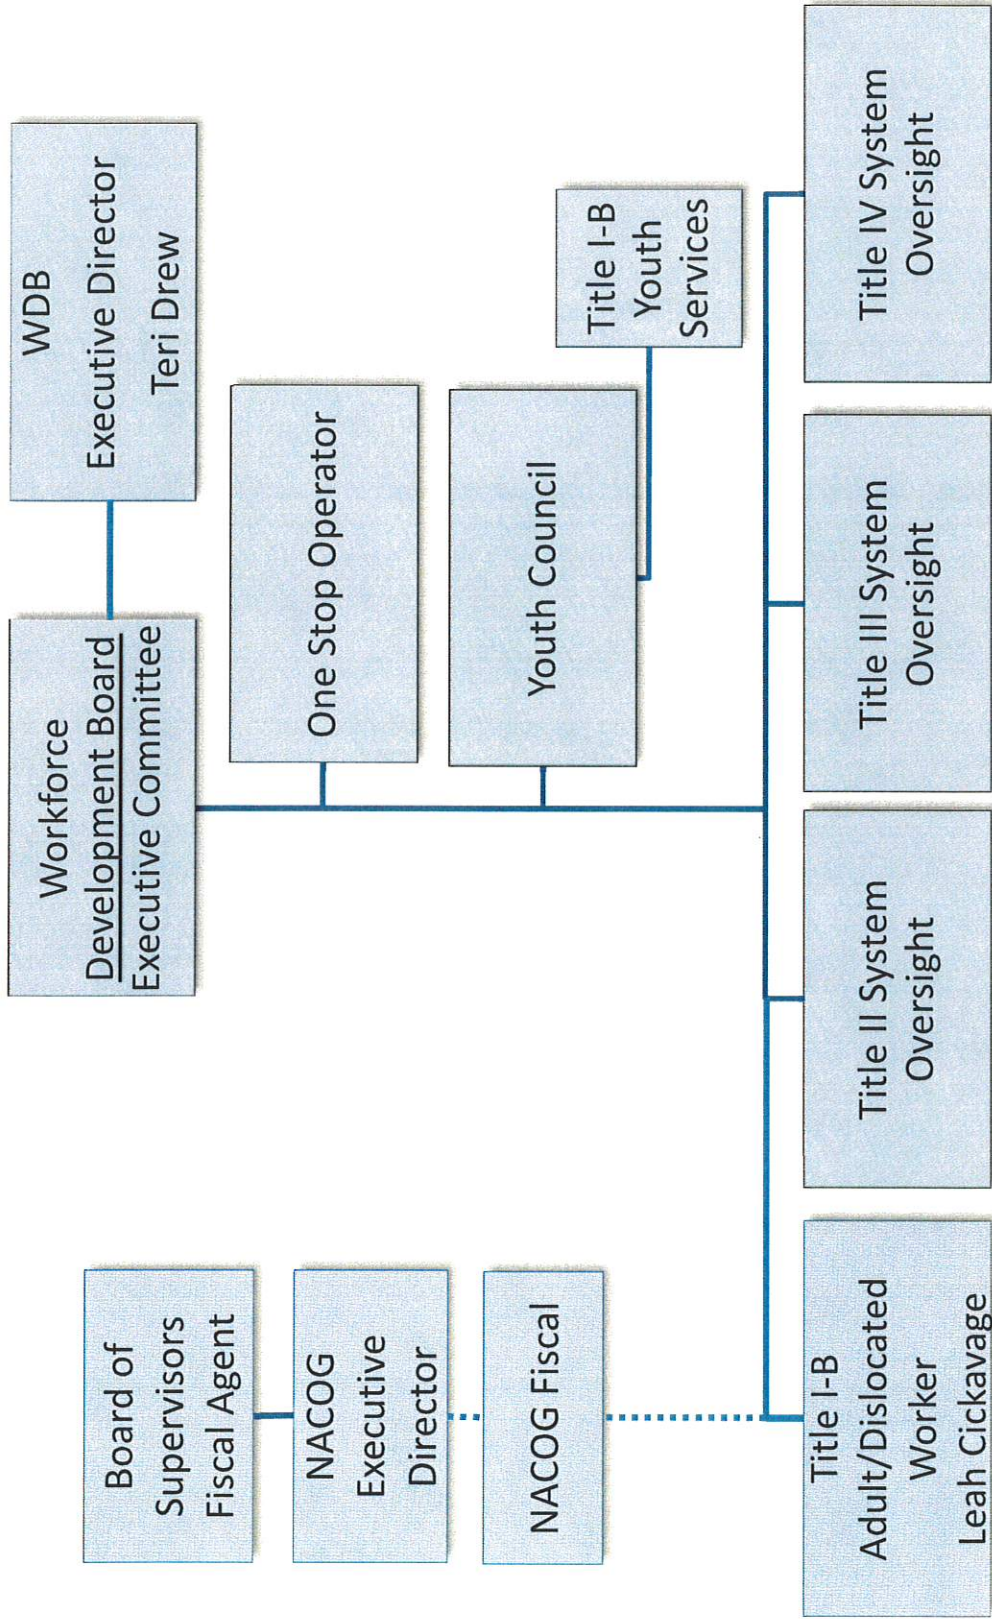 Board of
Supervisors
Fiscal Agent
NACOG
Executive
Director
NACOG Fiscal
Workforce
Development Board
Executive Committee
WDB
Executive Director
Teri Drew
One Stop Operator
Youth Council
Title I-B
Youth
Services
Title I-B
Adult/Dislocated
Worker
Leah Cickavage
Title II System
Oversight
Title III System
Oversight
Title IV System
Oversight